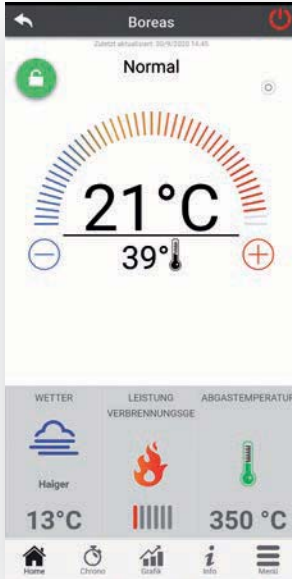 Boreas
Zuletzt aktualisiert: 30/9/2020 14:45
Normal
21°C
39°
WETTER
LEISTUNG
VERBRENNUNGSGE
ABGASTEMPERATUR
Haiger
13°C
350 °C
Home
Chrono
Grafik
Info
Menü